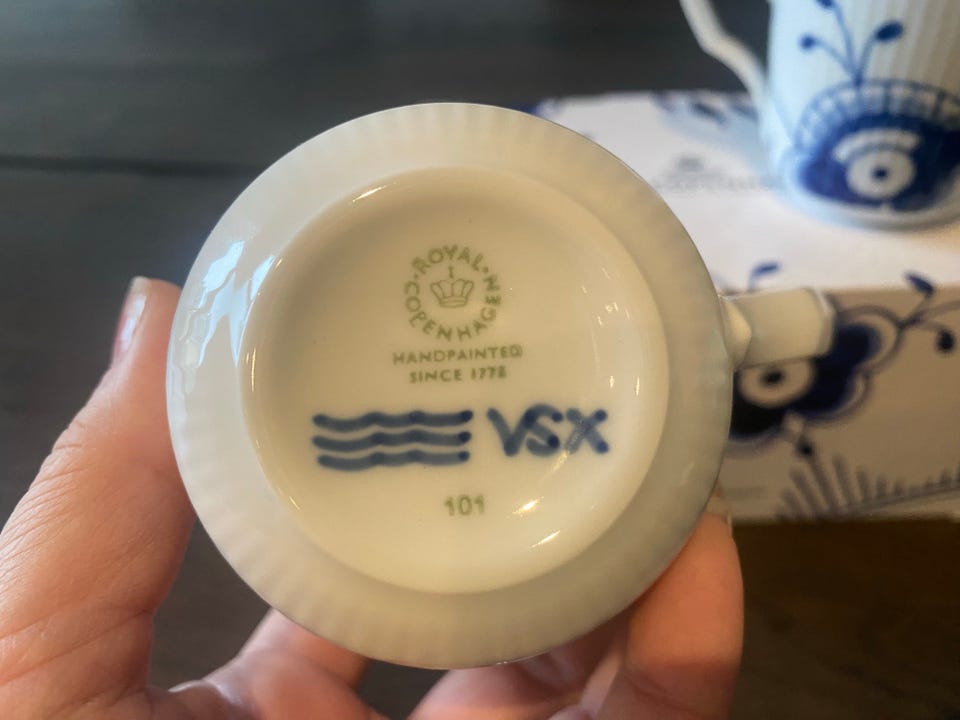 ROYAL COPENHAGEN
HANDPAINTED
SINCE 1775
VSX
101